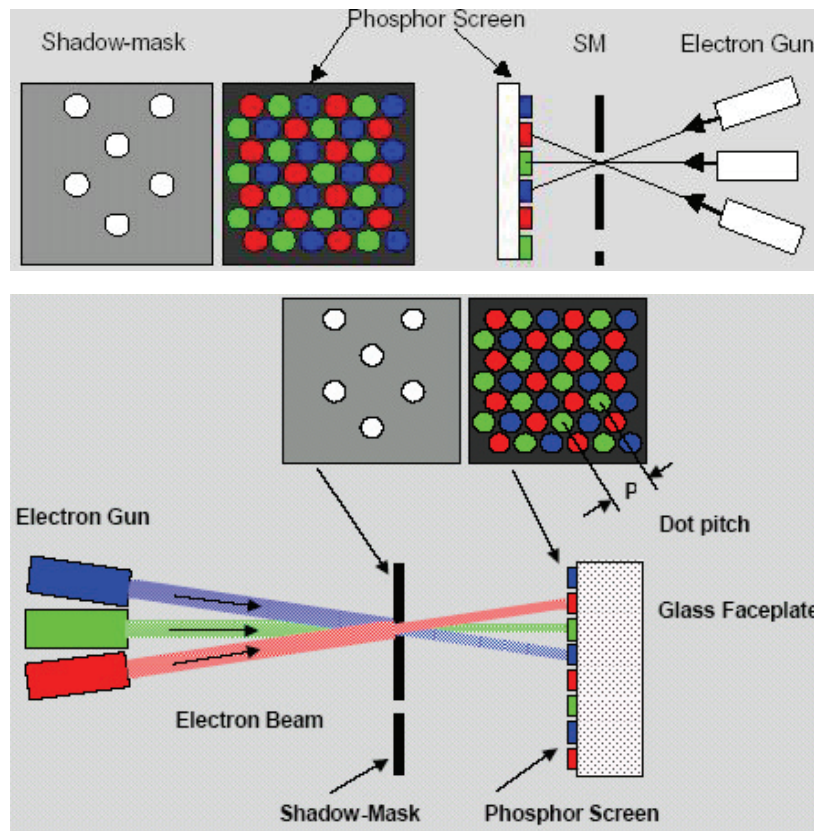 Phosphor Screen
Shadow-mask
SM
Electron Gun
P
Dot pitch
Electron Gun
Glass Faceplate
Electron Beam
Shadow-Mask
Phosphor Screen